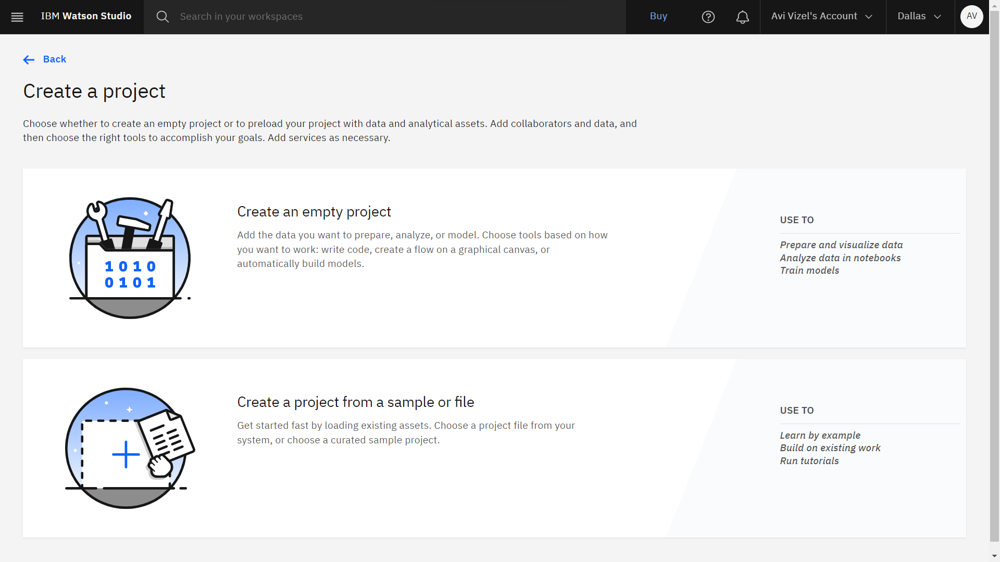 IBM Watson Studio
Search in your workspaces
Buy
Avi Vizel's Account
Dallas
AV
Back
Create a project
Choose whether to create an empty project or to preload your project with data and analytical assets. Add collaborators and data, and
then choose the right tools to accomplish your goals. Add services as necessary.
1010
0101
Create an empty project
Add the data you want to prepare, analyze, or model. Choose tools based on how
you want to work: write code, create a flow on a graphical canvas, or
automatically build models.
USE TO
Prepare and visualize data
Analyze data in notebooks
Train models
Create a project from a sample or file
Get started fast by loading existing assets. Choose a project file from your
system, or choose a curated sample project.
USE TO
Learn by example
Build on existing work
Run tutorials